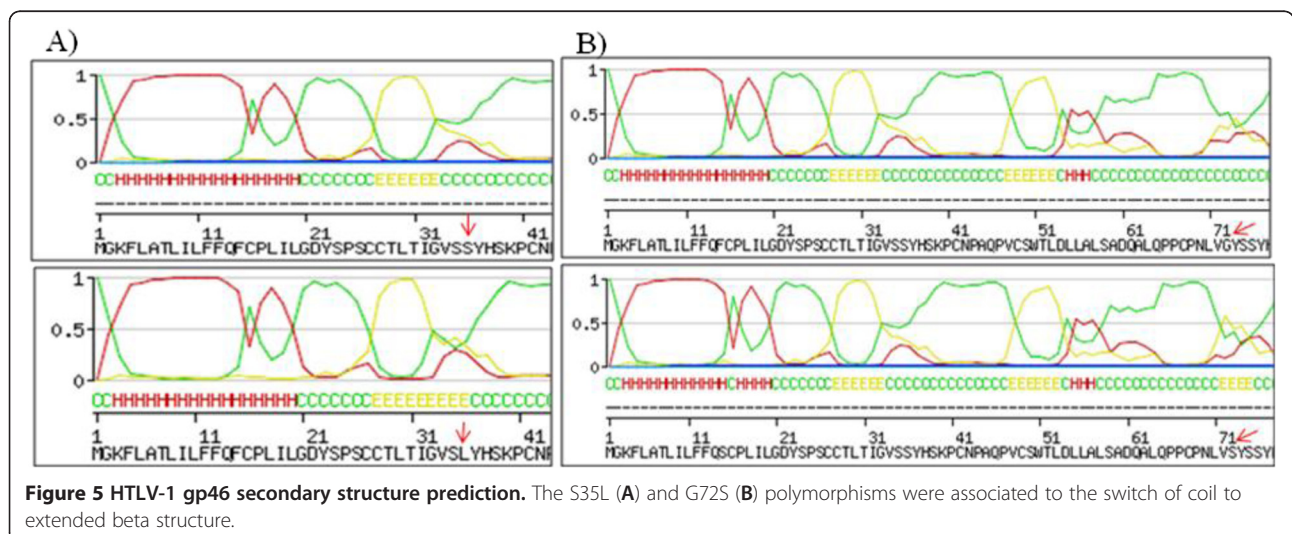 A)
B)
1
0.5
0
CCHHHHHHHHHHHHHHHHHCCCCCCCEEEEEECCCCCCCCCC
1 11 21 31 41
MGKFLATLILFFQFCPLILGDYSPSCCTLTIGVSSYHSKPCN
1
0.5
0
CCHHHHHHHHHHHHHHHHHCCCCCCCEEEEEEEEECCCCCCC
1 11 21 31 41
MGKFLATLILFFQFCPLILGDYSPSCCTLTIGVSLYHSKPCN
1
0.5
0
CCHHHHHHHHHHHHHHHHHCCCCCCCEEEEEECCCCCCCCCCCCCCEEEEEECHHHCCCCCCCCCCCCCCCCCCCC
1 11 21 31 41 51 61 71
MGKFLATLILFFQFCPLILGDYSPSCCTLTIGVSSYHSKPCNPAQPVCSWTLDLLALSADQALQPPCPNLVGYSSY
1
0.5
0
CCHHHHHHHHHHHHCHHHHCCCCCCCEEEEEECCCCCCCCCCCCCCEEEEEECHHHCCCCCCCCCCCCCCEEEECC
1 11 21 31 41 51 61 71
MGKFLATLILFFQSCPLILGDYSPSCCTLTIGVSSYHSKPCNPAQPVCSWTLDLLALSADQALQPPCPNLVSYSSY
Figure 5 HTLV-1 gp46 secondary structure prediction. The S35L (A) and G72S (B) polymorphisms were associated to the switch of coil to
extended beta structure.